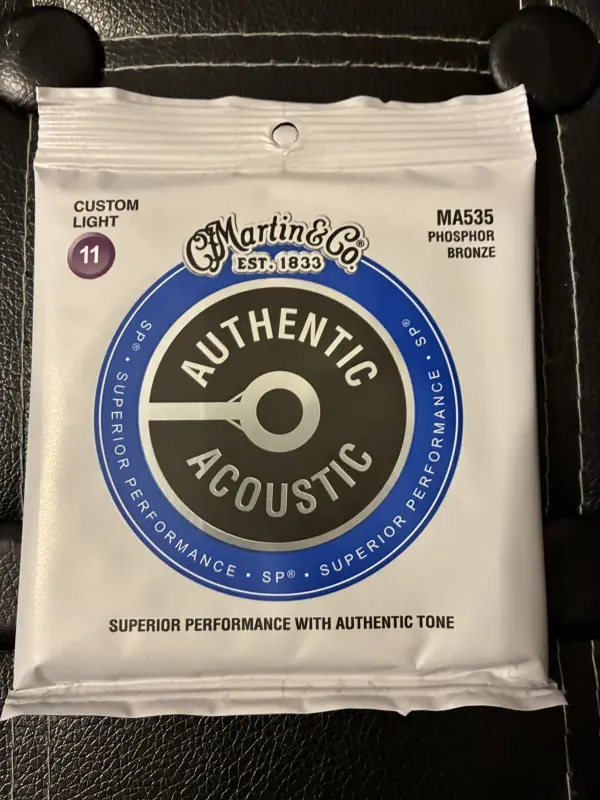 CUSTOM
LIGHT
11
MA535
PHOSPHOR
BRONZE
Martin & Co.®
EST. 1833
AUTHENTIC
ACOUSTIC
SP® • SUPERIOR PERFORMANCE • SP® • SUPERIOR PERFORMANCE • SP®
SUPERIOR PERFORMANCE WITH AUTHENTIC TONE